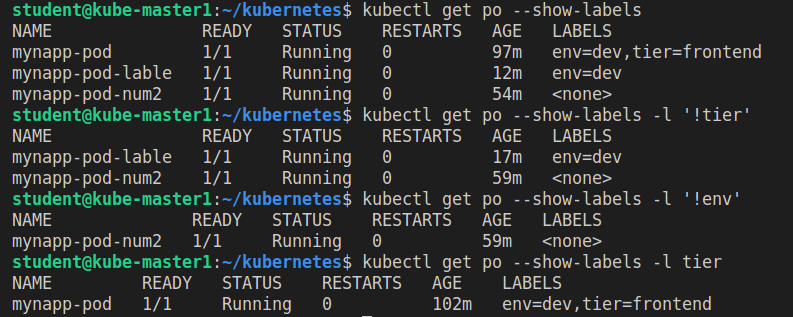 student@kube-master1:~/kubernetes$ kubectl get po --show-labels
NAME                READY   STATUS    RESTARTS   AGE   LABELS
mynapp-pod          1/1     Running   0          97m   env=dev,tier=frontend
mynapp-pod-lable    1/1     Running   0          12m   env=dev
mynapp-pod-num2     1/1     Running   0          54m   <none>
student@kube-master1:~/kubernetes$ kubectl get po --show-labels -l '!tier'
NAME                READY   STATUS    RESTARTS   AGE   LABELS
mynapp-pod-lable    1/1     Running   0          17m   env=dev
mynapp-pod-num2     1/1     Running   0          59m   <none>
student@kube-master1:~/kubernetes$ kubectl get po --show-labels -l '!env'
NAME              READY   STATUS    RESTARTS   AGE   LABELS
mynapp-pod-num2   1/1     Running   0          59m   <none>
student@kube-master1:~/kubernetes$ kubectl get po --show-labels -l tier
NAME         READY   STATUS    RESTARTS   AGE    LABELS
mynapp-pod   1/1     Running   0          102m   env=dev,tier=frontend